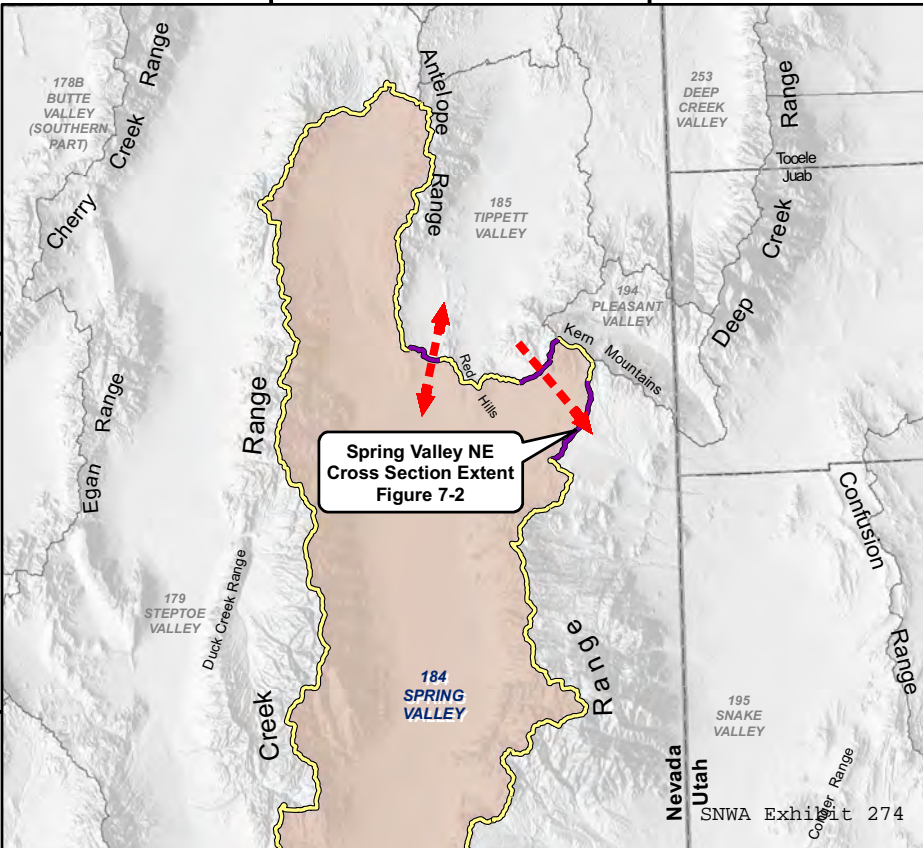 178B
BUTTE
VALLEY
(SOUTHERN
PART)
Cherry Creek Range
Antelope Range
253
DEEP
CREEK
VALLEY
Tooele
Juab
Deep Creek Range
185
TIPPETT
VALLEY
194
PLEASANT
VALLEY
Kern Mountains
Red Hills
Egan Range
Spring Valley NE
Cross Section Extent
Figure 7-2
Creek Range
Duck Creek Range
179
STEPTOE
VALLEY
184
SPRING
VALLEY
Range
Confusion Range
195
SNAKE
VALLEY
Nevada
Utah
Conger Range
SNWA Exhibit 274